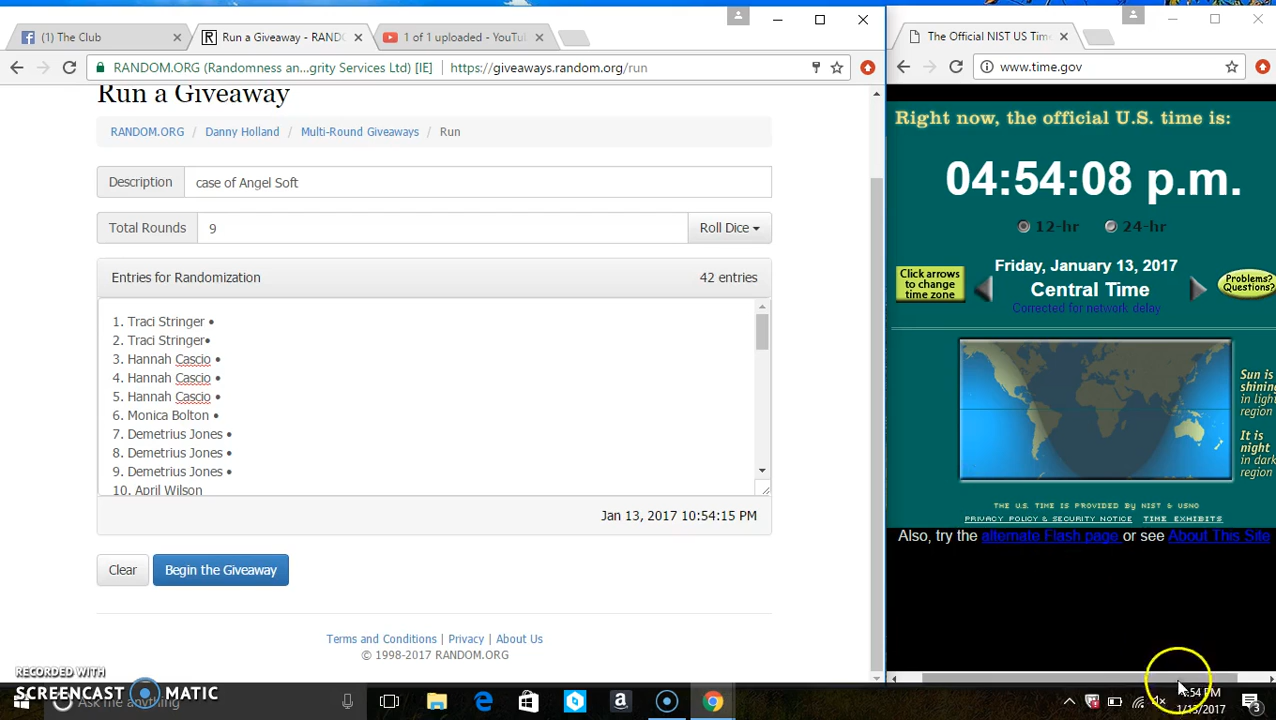 (1) The Club
Run a Giveaway - RAND
1 of 1 uploaded - YouTu
RANDOM.ORG (Randomness an...grity Services Ltd) [IE]
https://giveaways.random.org/run
Run a Giveaway
RANDOM.ORG / Danny Holland / Multi-Round Giveaways / Run
Description case of Angel Soft
Total Rounds 9 Roll Dice
Entries for Randomization 42 entries
1. Traci Stringer •
2. Traci Stringer•
3. Hannah Cascio •
4. Hannah Cascio •
5. Hannah Cascio •
6. Monica Bolton •
7. Demetrius Jones •
8. Demetrius Jones •
9. Demetrius Jones •
10. April Wilson
Jan 13, 2017 10:54:15 PM
Clear Begin the Giveaway
Terms and Conditions | Privacy | About Us
© 1998-2017 RANDOM.ORG
The Official NIST US Tim
www.time.gov
Right now, the official U.S. time is:
04:54:08 p.m.
12-hr 24-hr
Click arrows
to change
time zone
Friday, January 13, 2017
Central Time
Corrected for network delay
Problems?
Questions?
Sun is
shining
in light
region
It is
night
in dark
region
THE U.S. TIME IS PROVIDED BY NIST & USNO
PRIVACY POLICY & SECURITY NOTICE TIME EXHIBITS
Also, try the alternate Flash page or see About This Site
RECORDED WITH
SCREENCAST MATIC
Ask me anything
:54 PM
1/13/2017
3